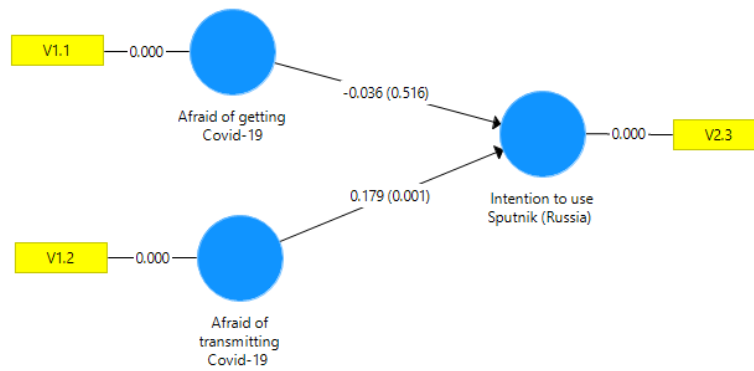 V1.1
0.000
Afraid of getting
Covid-19
-0.036 (0.516)
0.000
V2.3
Intention to use
Sputnik (Russia)
0.179 (0.001)
V1.2
0.000
Afraid of
transmitting
Covid-19